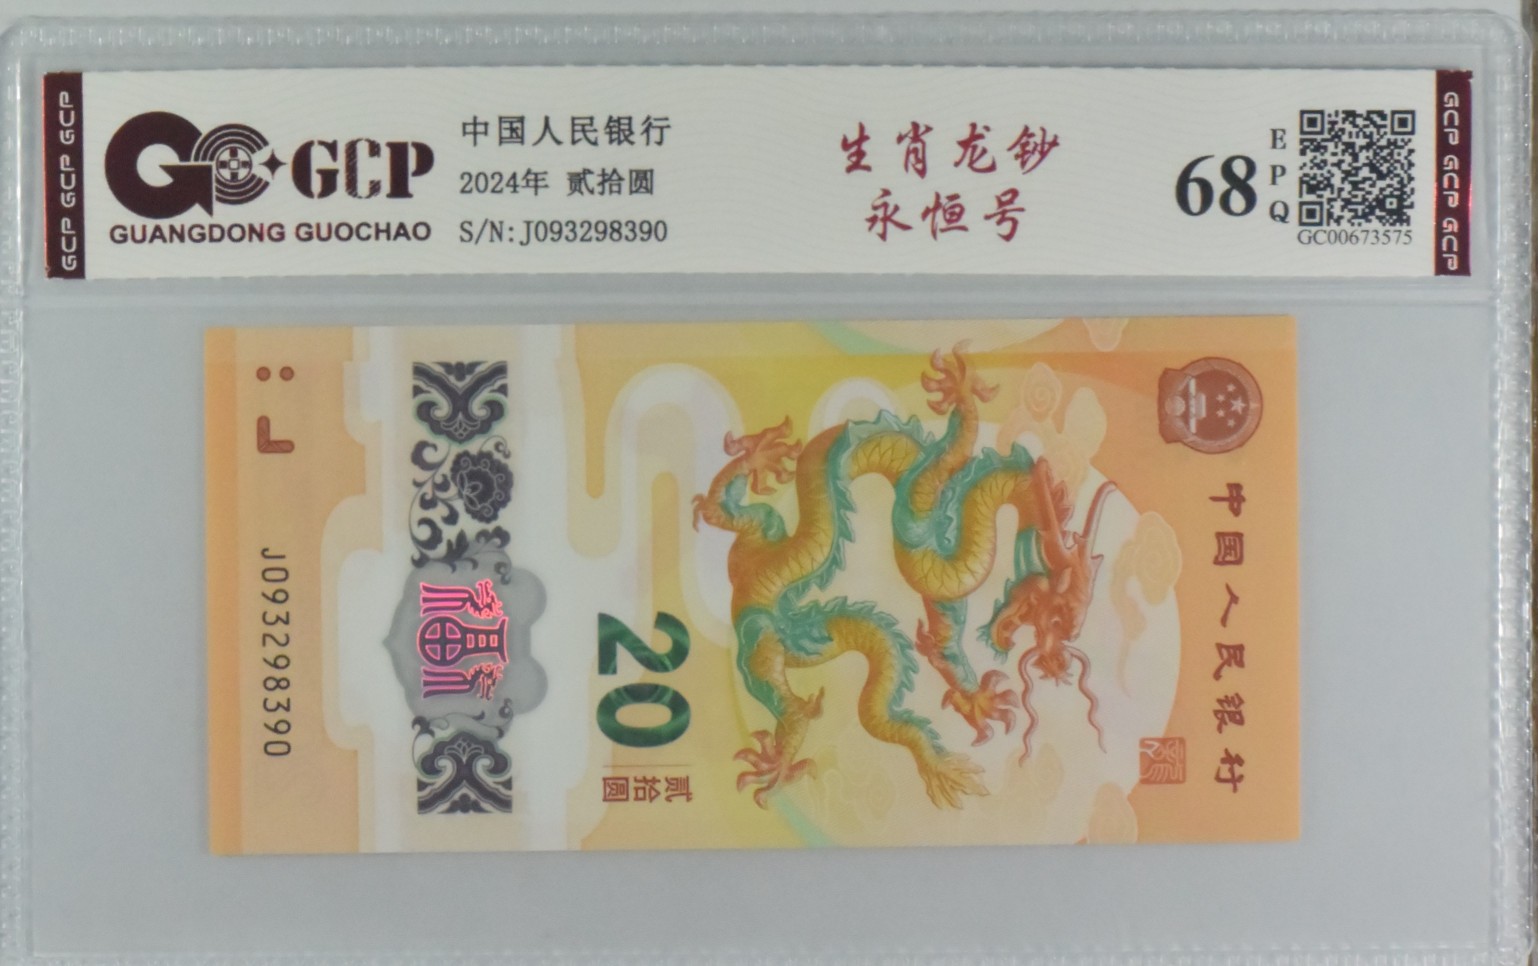 GCP GCP GCP
GCP
GUANGDONG GUOCHAO
中国人民银行
2024年 贰拾圆
S/N:J093298390
生肖龙钞
永恒号
68
EPQ
GC00673575
GCP GCP GCP
中国人民银行
20
贰拾圆
J093298390